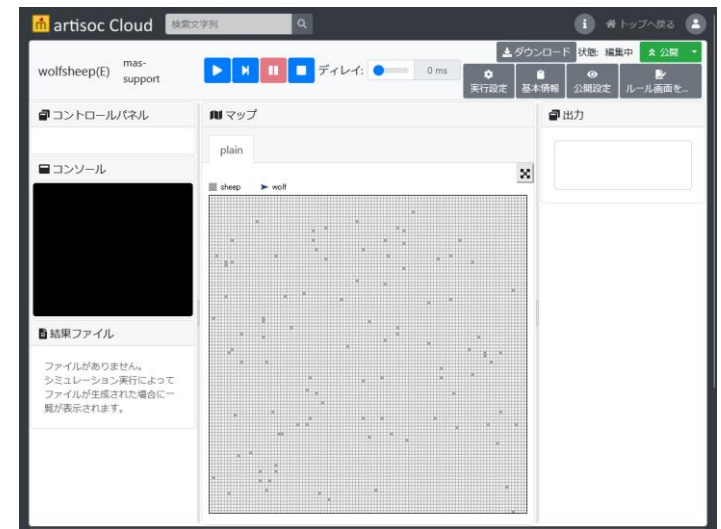 artisoc Cloud
検索文字列
トップへ戻る
wolfsheep(E)
mas-
support
ディレイ:
0 ms
ダウンロード
状態: 編集中
公開
実行設定
基本情報
公開設定
ルール画面を...
コントロールパネル
コンソール
結果ファイル
ファイルがありません。
シミュレーション実行によって
ファイルが生成された場合に一
覧が表示されます。
マップ
plain
sheep
wolf
出力